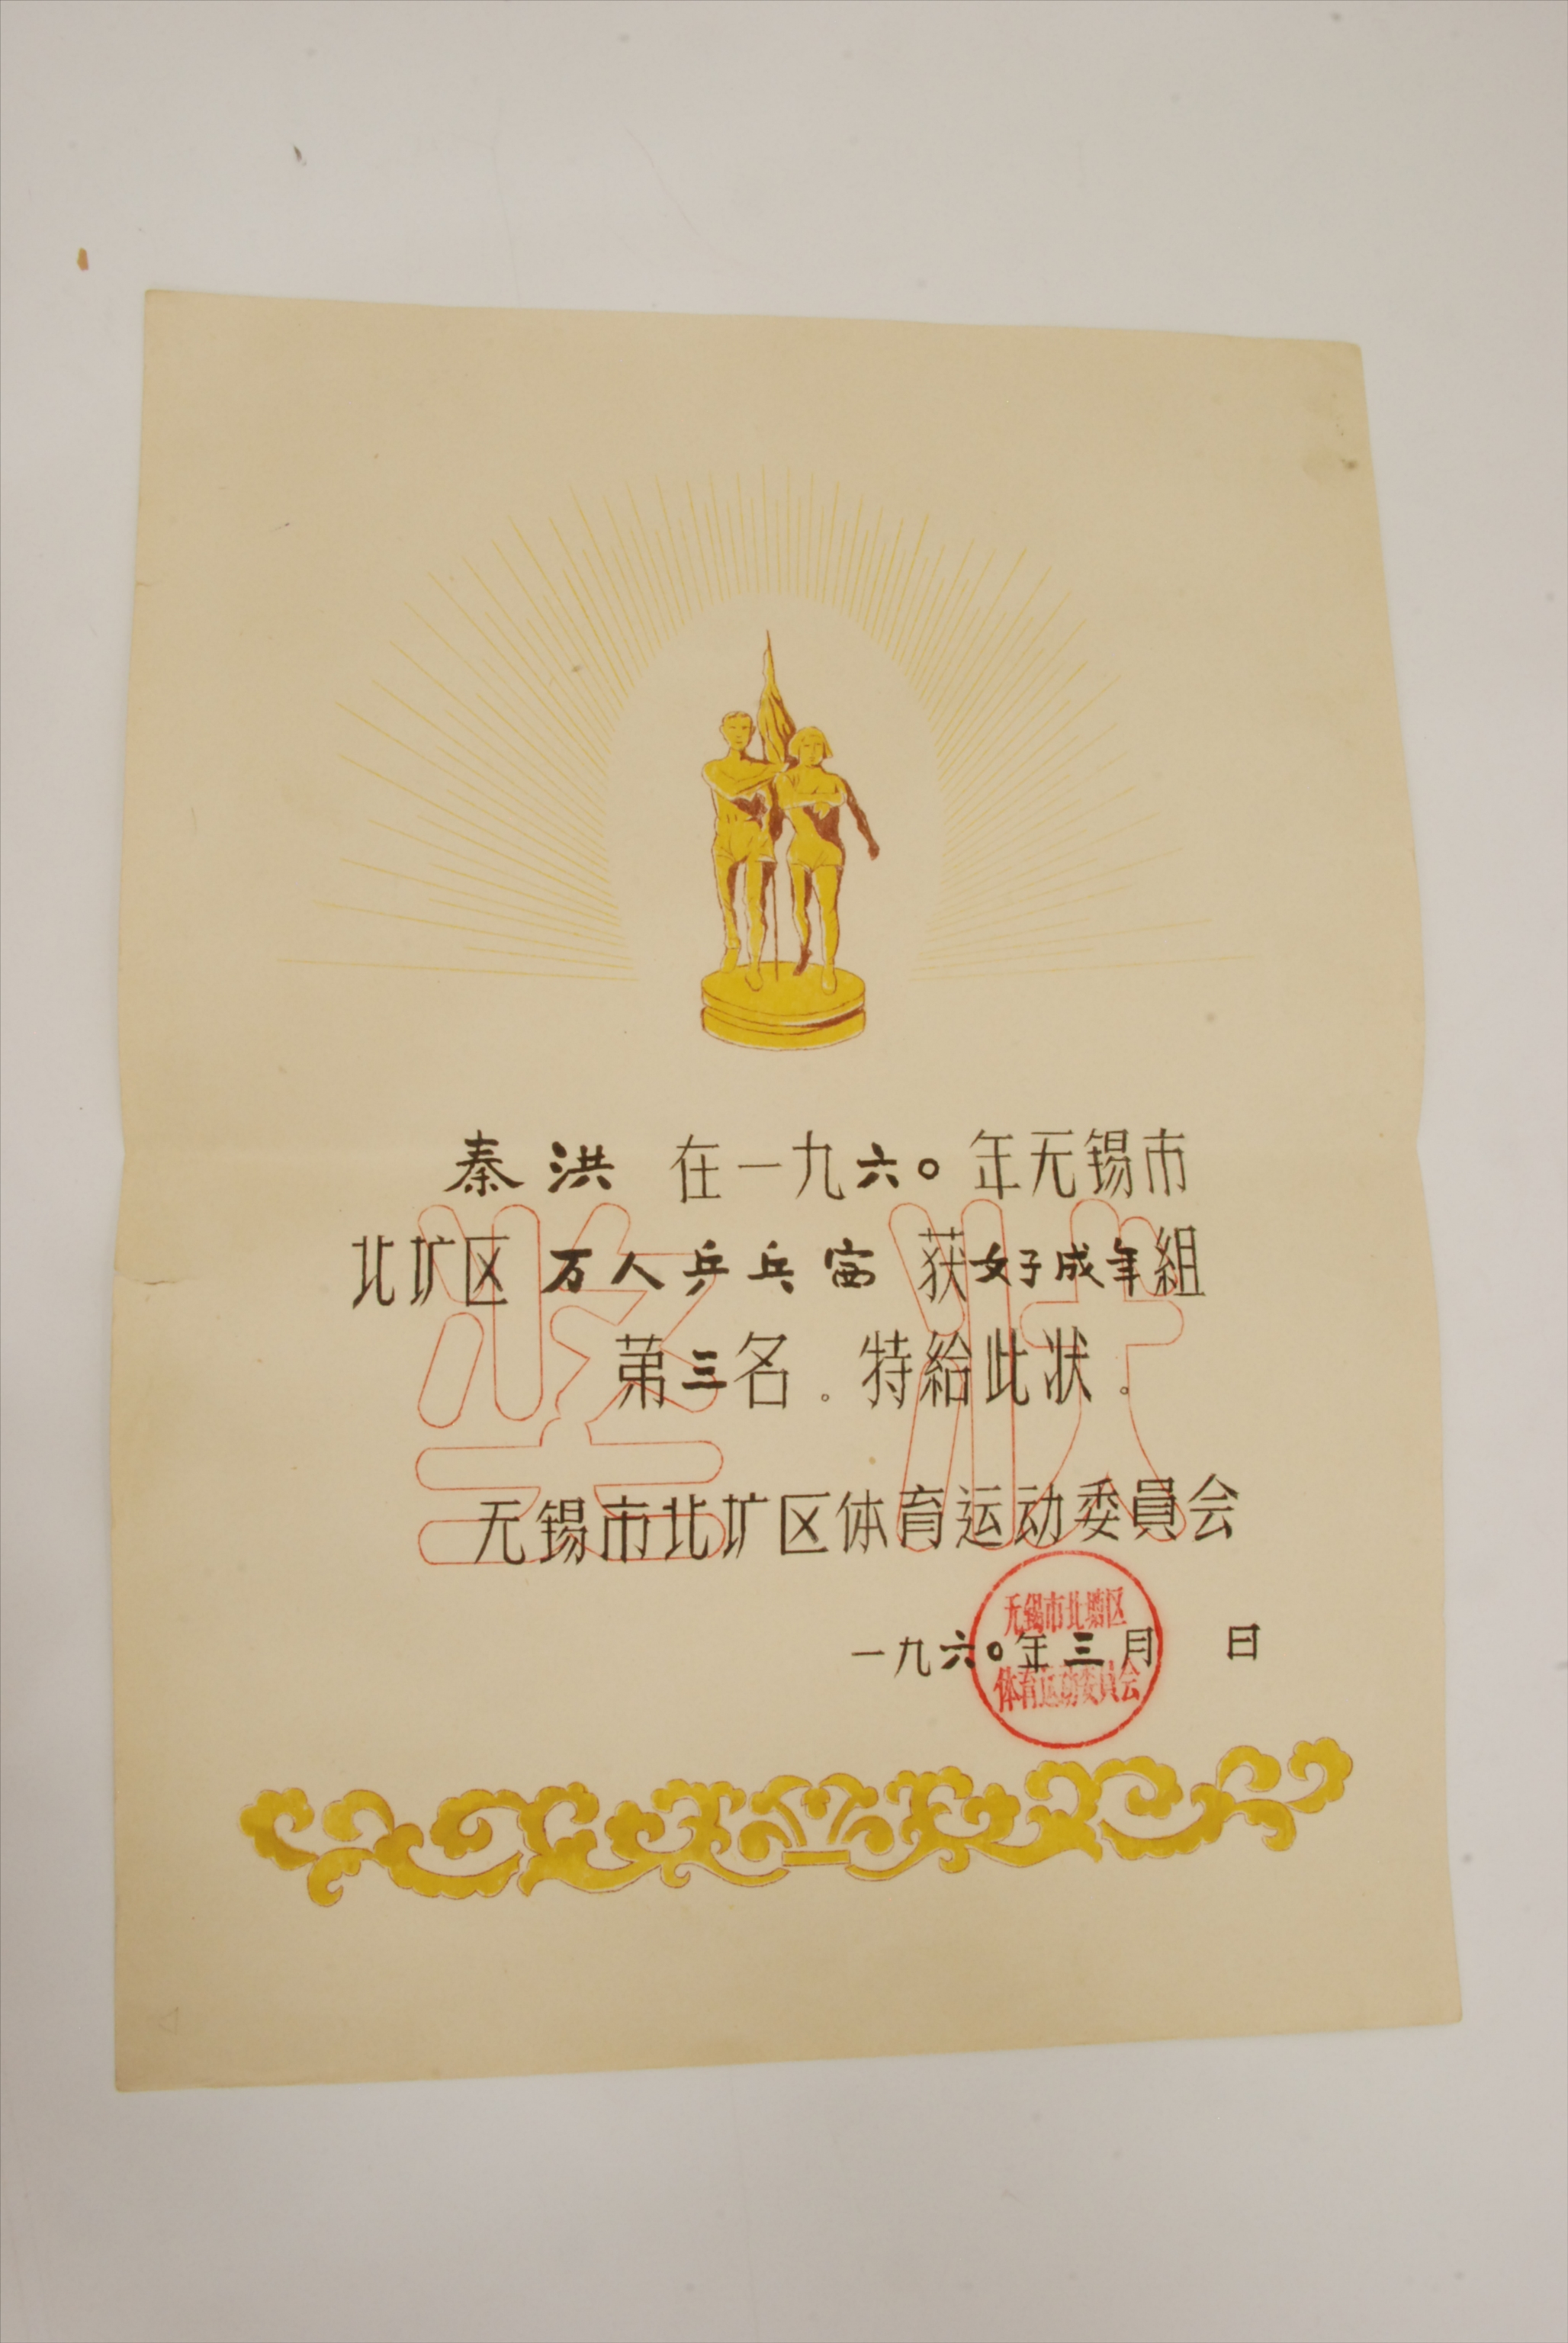 秦洪 在一九六〇年无锡市
北圹区 万人乒乓宩 获女子成年組
第三名。特給此状。
奖状
无锡市北圹区体育运动委員会
一九六〇年三月 日
无锡市北塘区
体育运动委員会